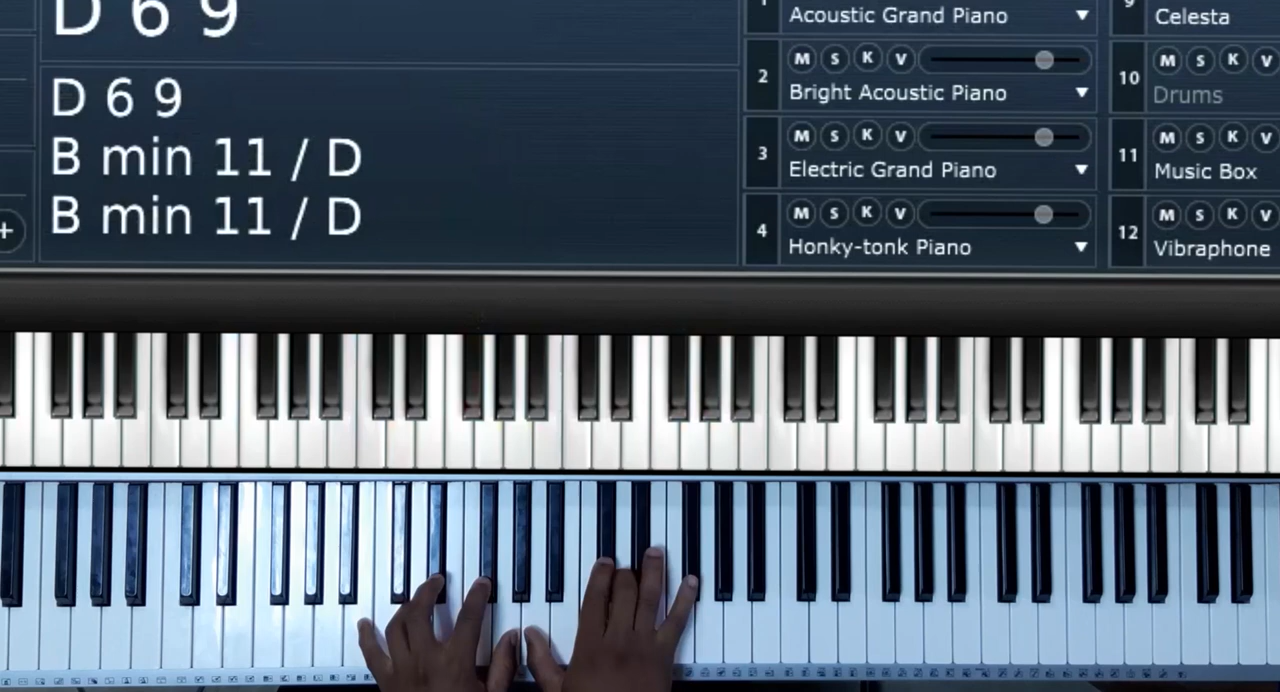 D 6 9
D 6 9
B min 11 / D
B min 11 / D
Acoustic Grand Piano
2 M S K V
Bright Acoustic Piano
3 M S K V
Electric Grand Piano
4 M S K V
Honky-tonk Piano
9
Celesta
10 M S K V
Drums
11 M S K V
Music Box
12 M S K V
Vibraphone
+